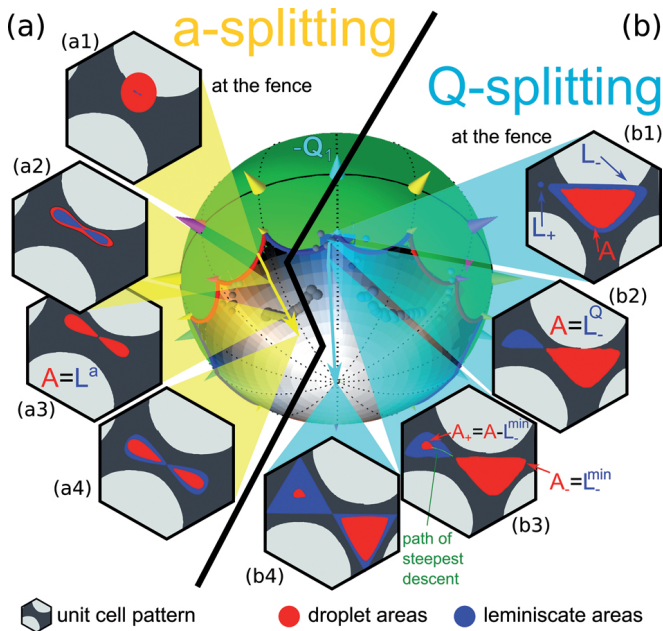 (a)
a-splitting
(b)
(a1)
at the fence
Q-splitting
at the fence
(b1)
-Q₁
L₋
L₊
A
(a2)
(b2)
A=L₋^Q
A=Lᵃ
(a3)
A₊=A-L₋^min
A₋=L₋^min
(a4)
(b3)
path of
steepest
descent
(b4)
unit cell pattern
droplet areas
leminiscate areas